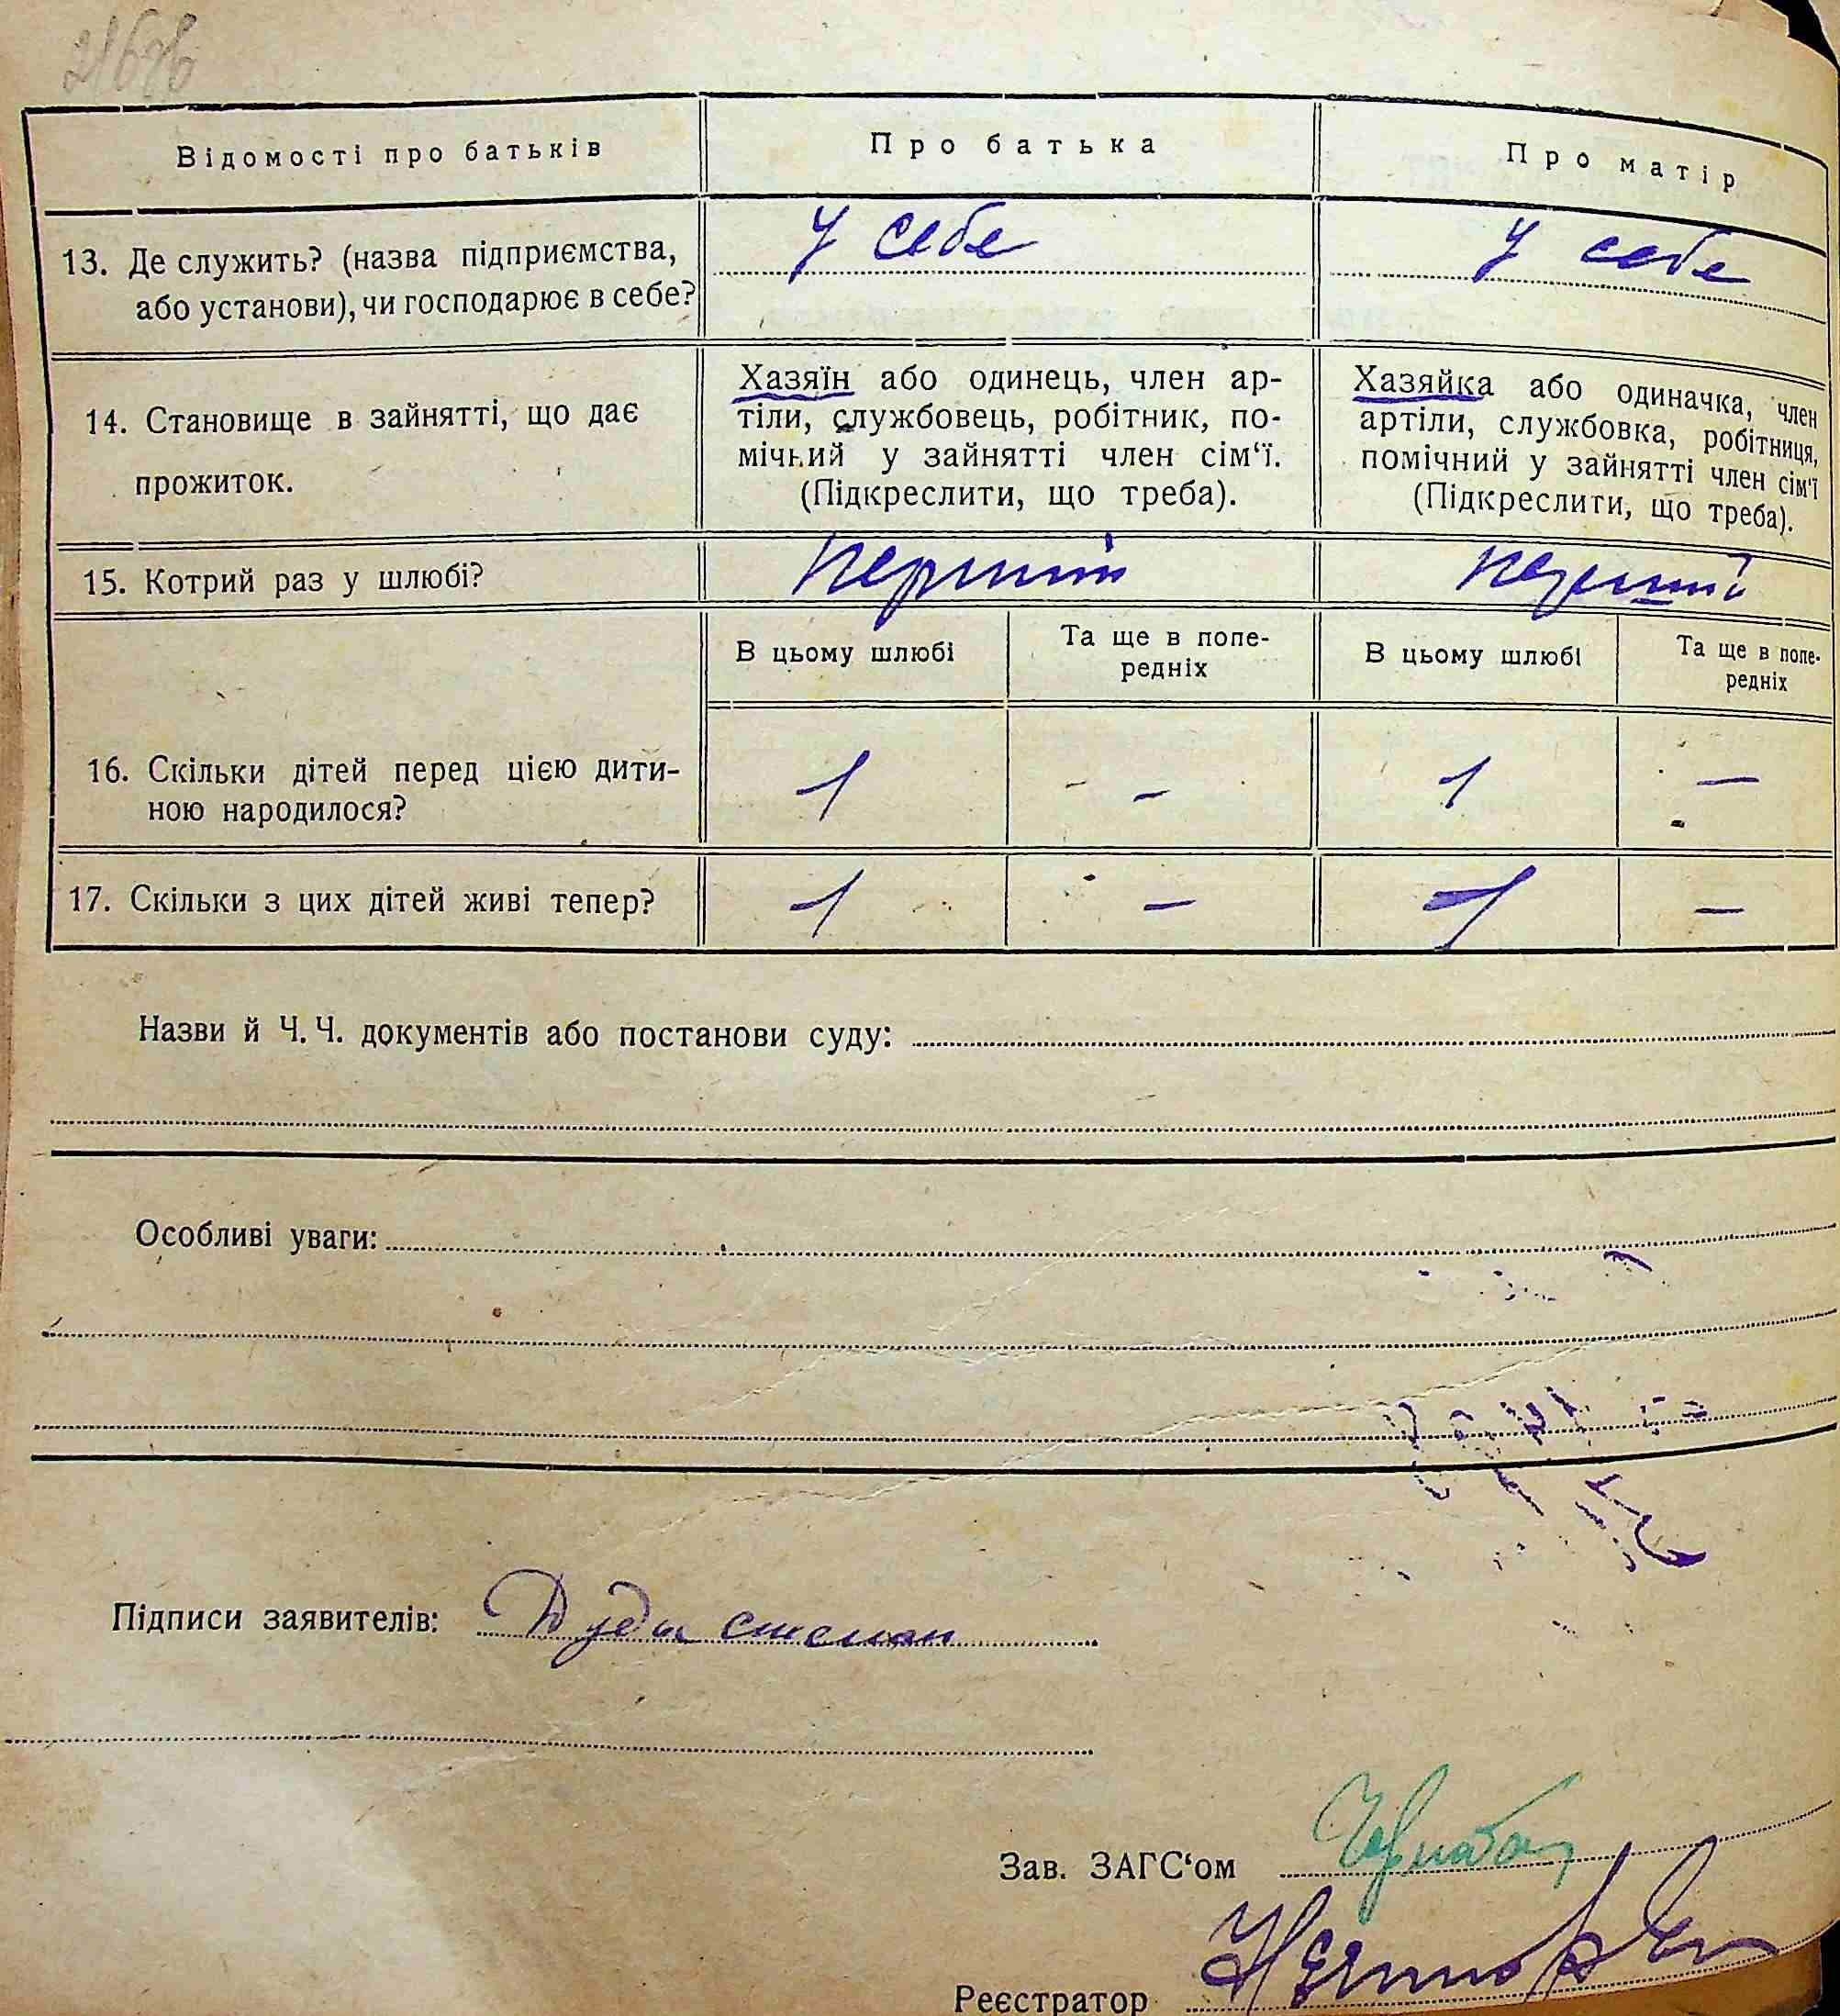 Відомості про батьків
Про батька
Про матір
13. Де служить? (назва підприємства,
або установи), чи господарює в себе?
У себе
У себе
14. Становище в зайнятті, що дає
прожиток.
Хазяїн або одинець, член ар-
тіли, службовець, робітник, по-
мічний у зайнятті член сім‘ї.
(Підкреслити, що треба).
Хазяйка або одиначка, член
артіли, службовка, робітниця,
помічний у зайнятті член сім‘ї
(Підкреслити, що треба).
15. Котрий раз у шлюбі?
перший
перший
В цьому шлюбі
Та ще в попе-
редніх
В цьому шлюбі
Та ще в попе-
редніх
16. Скільки дітей перед цією дити-
ною народилося?
1
-
1
—
17. Скільки з цих дітей живі тепер?
1
—
1
—
Назви й Ч. Ч. документів або постанови суду:
Особливі уваги:
Підписи заявителів: Дуда степан
Зав. ЗАГС‘ом
Реєстратор